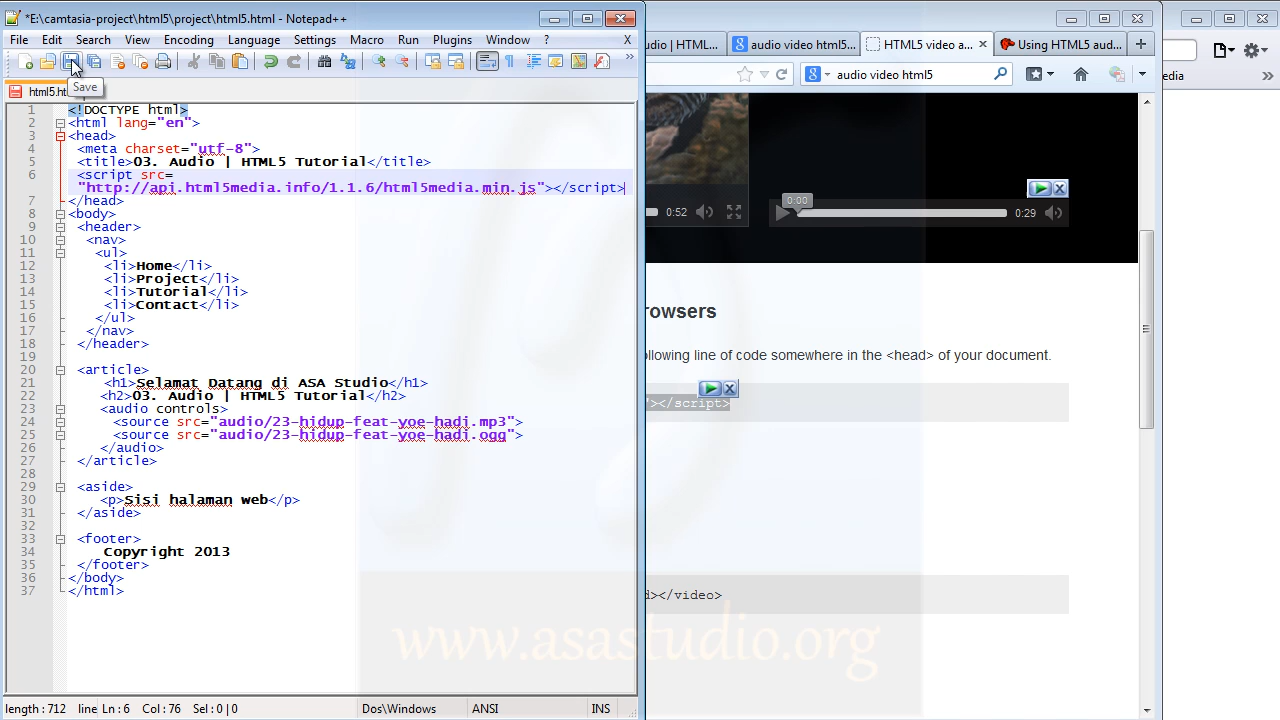 *E:\camtasia-project\html5\project\html5.html - Notepad++
File Edit Search View Encoding Language Settings Macro Run Plugins Window ? X
Save
html5.ht
1 <!DOCTYPE html>
2 <html lang="en">
3 <head>
4 <meta charset="utf-8">
5 <title>03. Audio | HTML5 Tutorial</title>
6 <script src=
"http://api.html5media.info/1.1.6/html5media.min.js"></script>
7 </head>
8 <body>
9 <header>
10 <nav>
11 <ul>
12 <li>Home</li>
13 <li>Project</li>
14 <li>Tutorial</li>
15 <li>Contact</li>
16 </ul>
17 </nav>
18 </header>
19
20 <article>
21 <h1>Selamat Datang di ASA Studio</h1>
22 <h2>03. Audio | HTML5 Tutorial</h2>
23 <audio controls>
24 <source src="audio/23-hidup-feat-yoe-hadi.mp3">
25 <source src="audio/23-hidup-feat-yoe-hadi.ogg">
26 </audio>
27 </article>
28
29 <aside>
30 <p>Sisi halaman web</p>
31 </aside>
32
33 <footer>
34 Copyright 2013
35 </footer>
36 </body>
37 </html>
length : 712 line Ln : 6 Col : 76 Sel : 0 | 0 Dos\Windows ANSI INS
udio | HTML... audio video html5... HTML5 video a... Using HTML5 aud...
audio video html5
edia
0:52
0:00
0:29
rowsers
ollowing line of code somewhere in the <head> of your document.
></script>
d></video>
www.asastudio.org